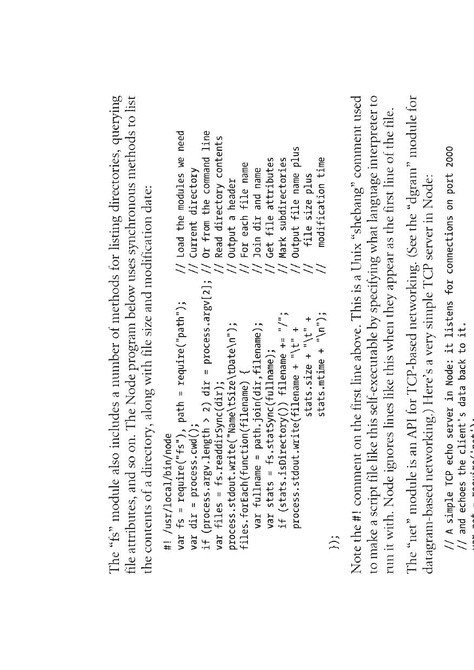 The "fs" module also includes a number of methods for listing directories, querying
file attributes, and so on. The Node program below uses synchronous methods to list
the contents of a directory, along with file size and modification date:
#! /usr/local/bin/node
var fs = require("fs"), path = require("path"); // Load the modules we need
var dir = process.cwd(); // Current directory
if (process.argv.length > 2) dir = process.argv[2]; // Or from the command line
var files = fs.readdirSync(dir); // Read directory contents
process.stdout.write("Name\tSize\tDate\n"); // Output a header
files.forEach(function(filename) { // For each file name
var fullname = path.join(dir,filename); // Join dir and name
var stats = fs.statSync(fullname); // Get file attributes
if (stats.isDirectory()) filename += "/"; // Mark subdirectories
process.stdout.write(filename + "\t" + // Output file name plus
stats.size + "\t" + // file size plus
stats.mtime + "\n"); // modification time
});
Note the #! comment on the first line above. This is a Unix "shebang" comment used
to make a script file like this self-executable by specifying what language interpreter to
run it with. Node ignores lines like this when they appear as the first line of the file.
The "net" module is an API for TCP-based networking. (See the "dgram" module for
datagram-based networking.) Here's a very simple TCP server in Node:
// A simple TCP echo server in Node: it listens for connections on port 2000
// and echoes the client's data back to it.